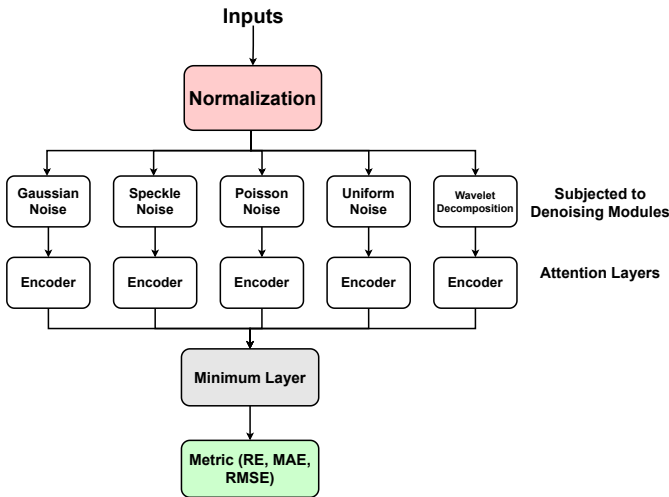 Inputs
Normalization
Gaussian
Noise
Speckle
Noise
Poisson
Noise
Uniform
Noise
Wavelet
Decomposition
Subjected to
Denoising Modules
Encoder
Encoder
Encoder
Encoder
Encoder
Attention Layers
Minimum Layer
Metric (RE, MAE,
RMSE)